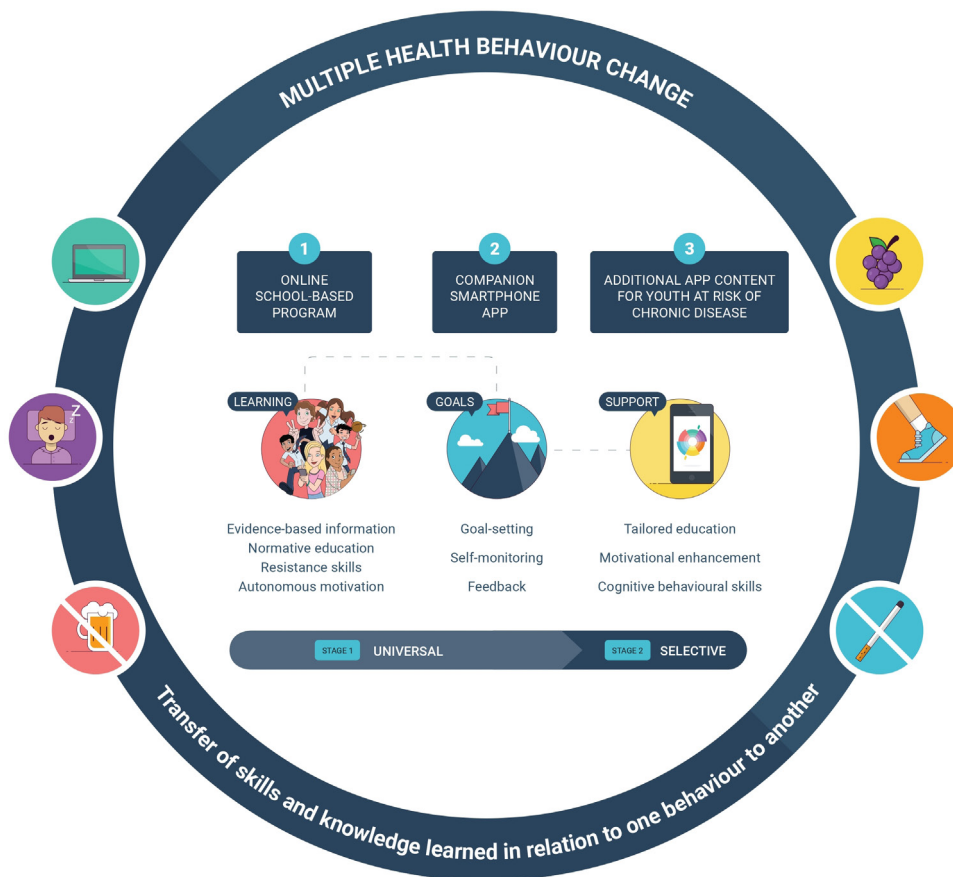 MULTIPLE HEALTH BEHAVIOUR CHANGE
1
ONLINE
SCHOOL-BASED
PROGRAM
2
COMPANION
SMARTPHONE
APP
3
ADDITIONAL APP CONTENT
FOR YOUTH AT RISK OF
CHRONIC DISEASE
LEARNING
GOALS
SUPPORT
Z
z
z
Evidence-based information
Normative education
Resistance skills
Autonomous motivation
Goal-setting
Self-monitoring
Feedback
Tailored education
Motivational enhancement
Cognitive behavioural skills
STAGE 1 UNIVERSAL
STAGE 2 SELECTIVE
Transfer of skills and knowledge learned in relation to one behaviour to another